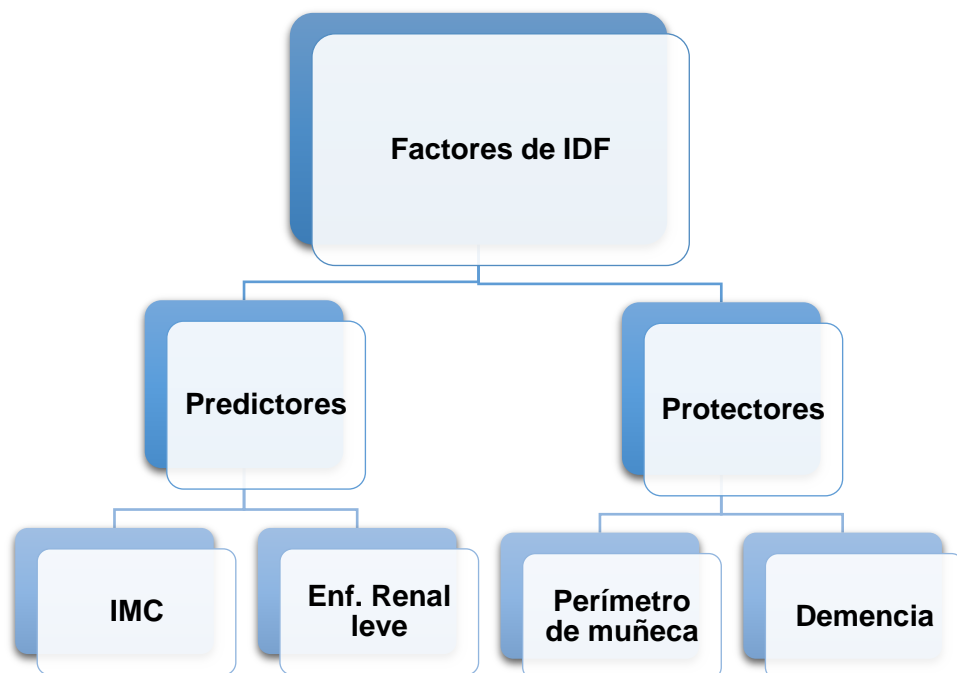 Factores de IDF
Predictores
Protectores
IMC
Enf. Renal
leve
Perímetro
de muñeca
Demencia